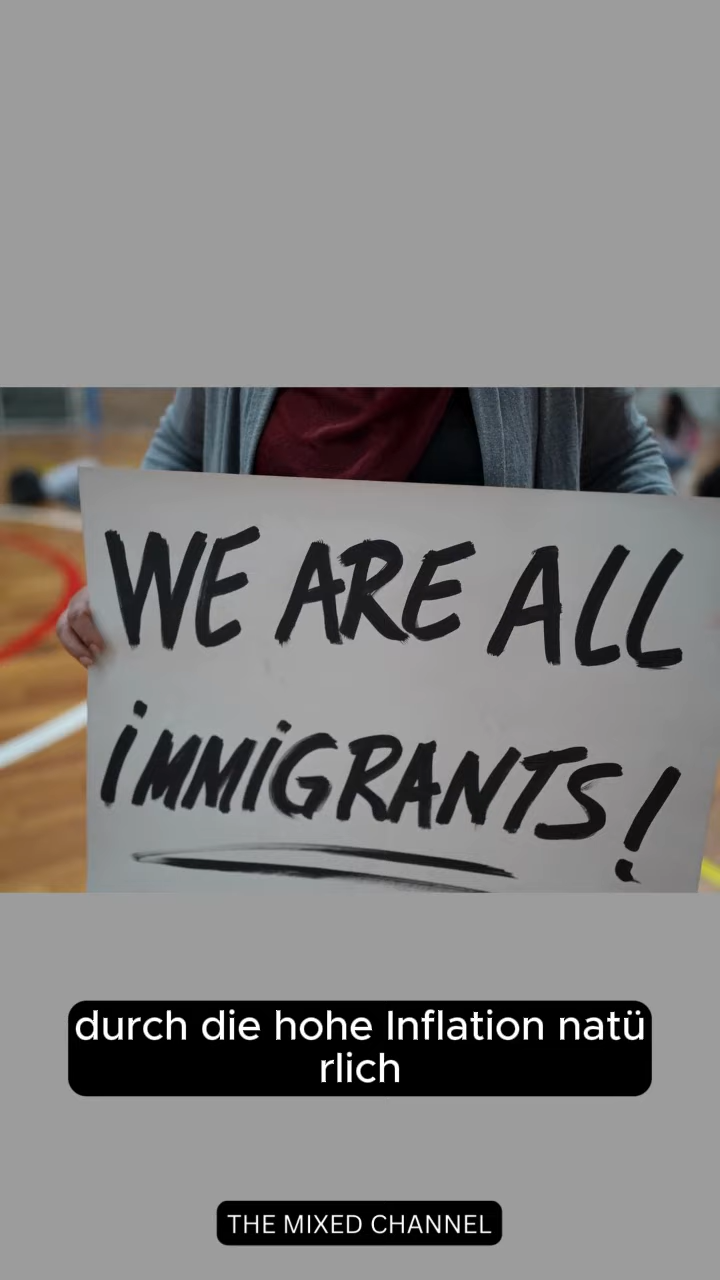 WE ARE ALL
iMMiGRANTS!
durch die hohe Inflation natü
rlich
THE MIXED CHANNEL